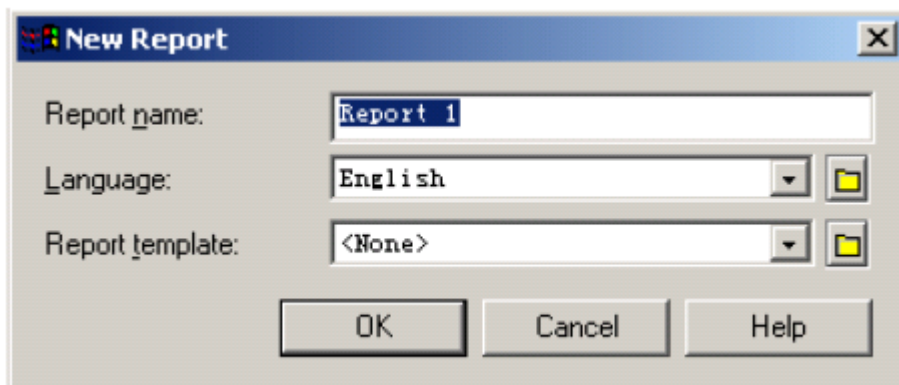 New Report
Report name: Report 1
Language: English
Report template: <None>
OK Cancel Help